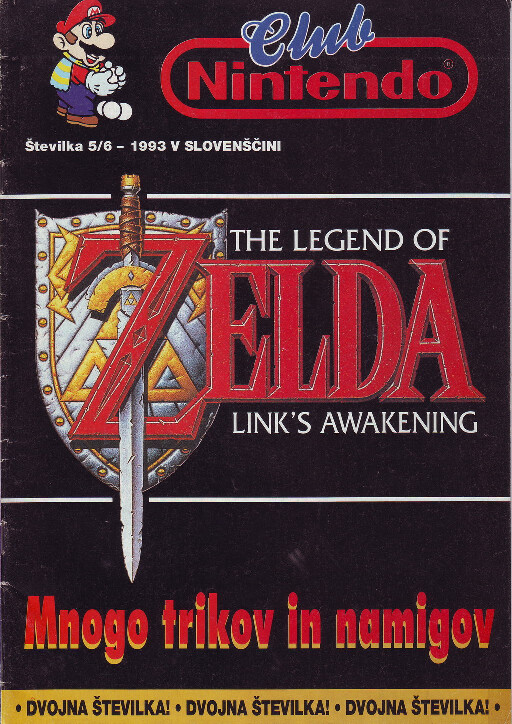 Club
Nintendo®
Številka 5/6 – 1993 V SLOVENŠČINI
THE LEGEND OF
ZELDA
LINK'S AWAKENING
Mnogo trikov in namigov
• DVOJNA ŠTEVILKA! • DVOJNA ŠTEVILKA! • DVOJNA ŠTEVILKA! •